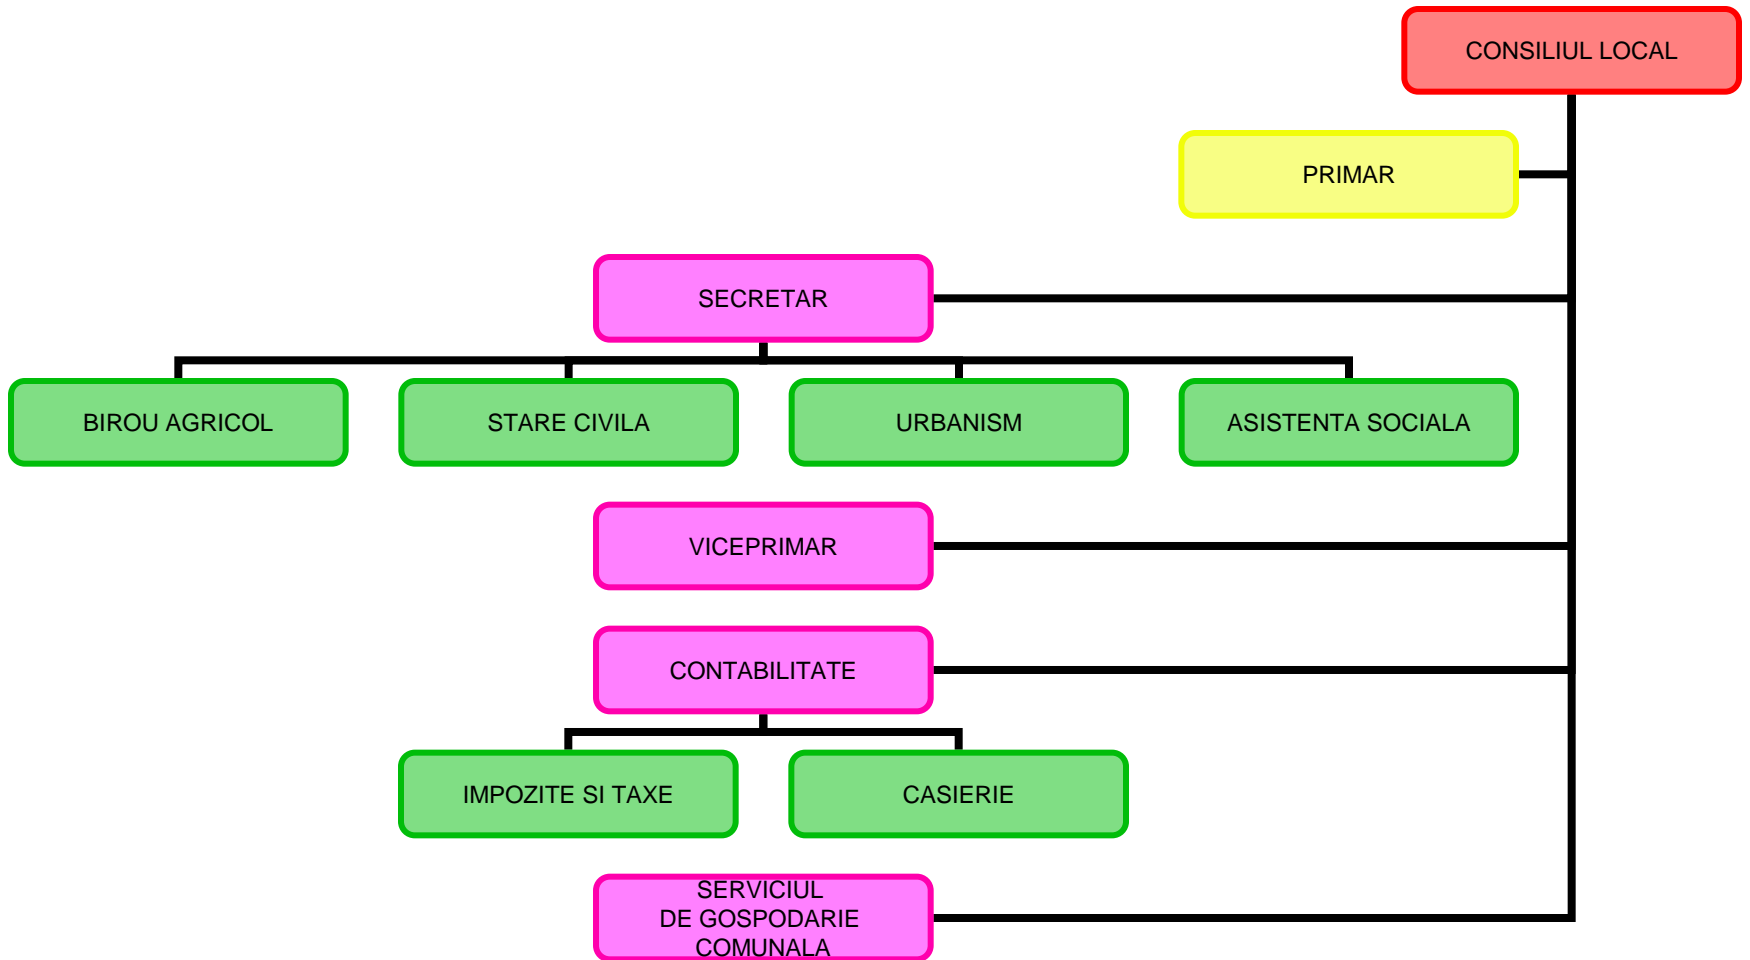 CONSILIUL LOCAL
PRIMAR
SECRETAR
BIROU AGRICOL
STARE CIVILA
URBANISM
ASISTENTA SOCIALA
VICEPRIMAR
CONTABILITATE
IMPOZITE SI TAXE
CASIERIE
SERVICIUL
DE GOSPODARIE
COMUNALA